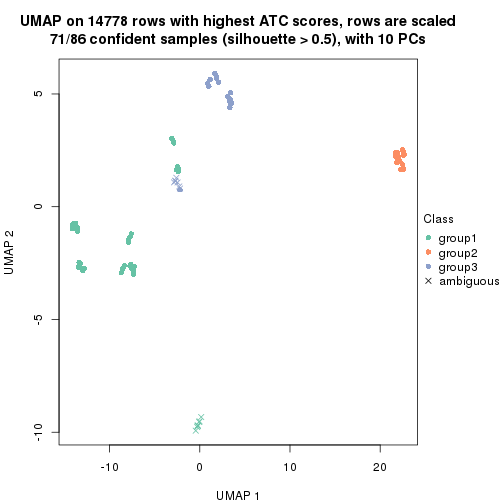 UMAP on 14778 rows with highest ATC scores, rows are scaled
71/86 confident samples (silhouette > 0.5), with 10 PCs
5
0
-5
-10
UMAP 2
-10
0
10
20
UMAP 1
Class
group1
group2
group3
ambiguous